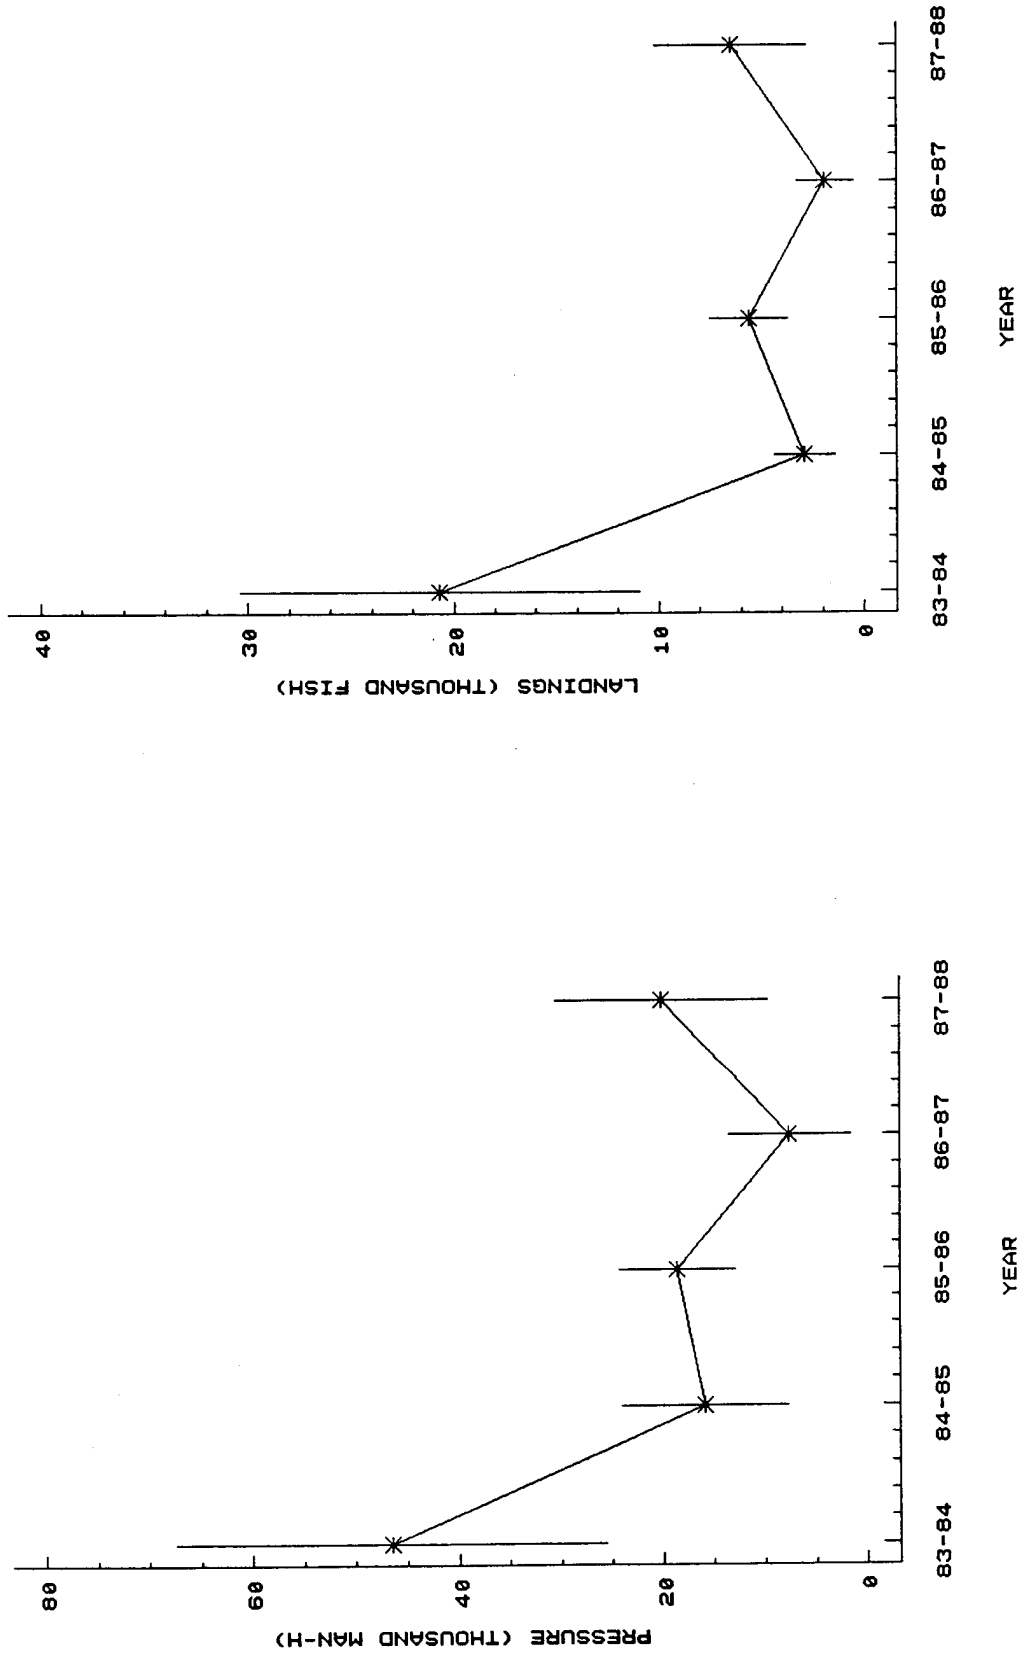 PRESSURE (THOUSAND MAN-H)
80
60
40
20
0
83-84 84-85 85-86 86-87 87-88
YEAR
LANDINGS (THOUSAND FISH)
40
30
20
10
0
83-84 84-85 85-86 86-87 87-88
YEAR